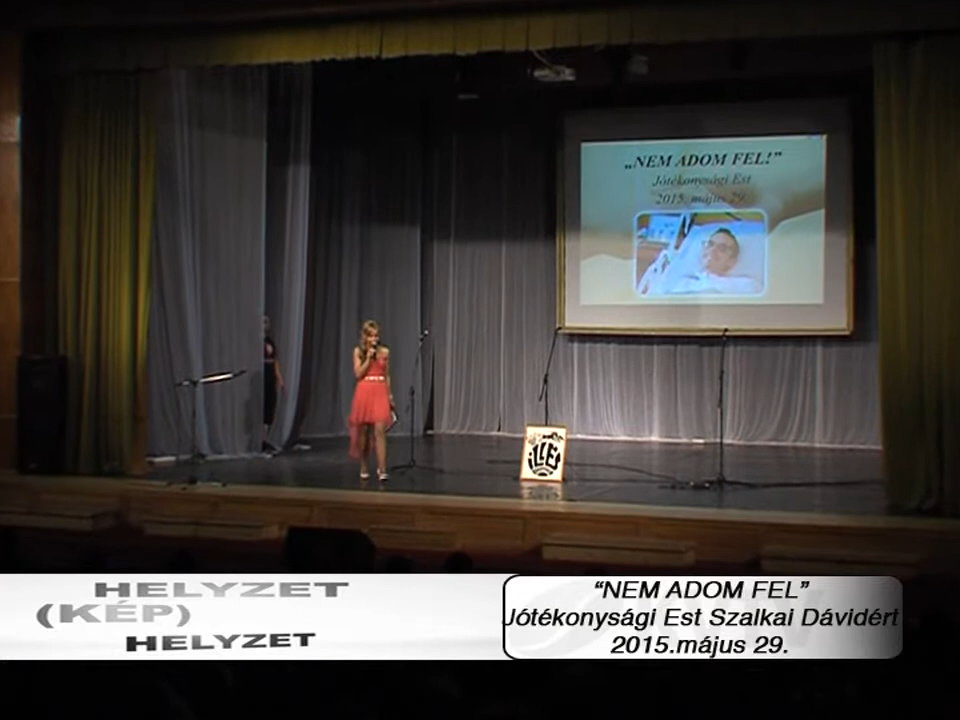 „NEM ADOM FEL!”
Jótékonysági Est
2015. május 29.
ILLÉS
HELYZET
(KÉP)
HELYZET
“NEM ADOM FEL”
Jótékonysági Est Szalkai Dávidért
2015.május 29.